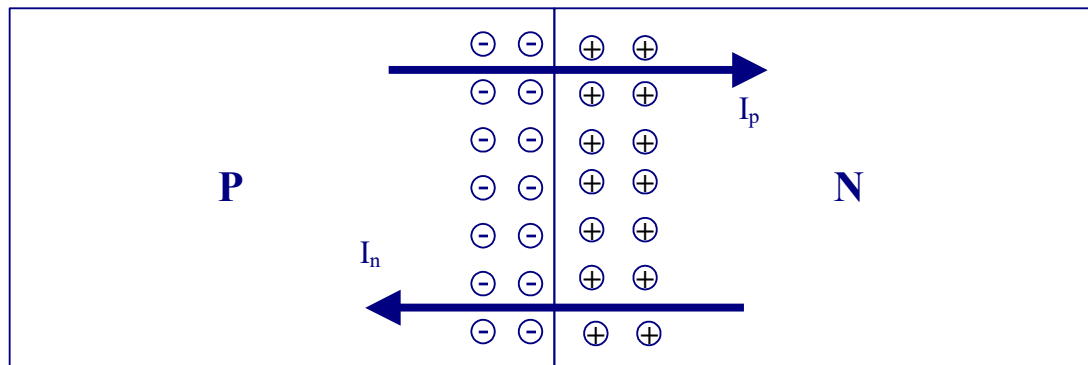 - - + +
- - + +
Iₚ
- - + +
P - - + + N
- - + +
Iₙ
- - + +
- - + +